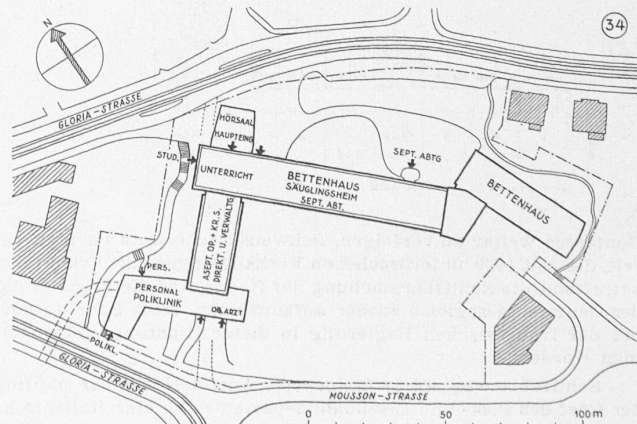 34
N
GLORIA-STRASSE
HÖRSAAL
HAUPTEING
STUD.
UNTERRICHT
BETTENHAUS
SÄUGLINGSHEIM
SEPT. ABT.
SEPT. ABTG
BETTENHAUS
ASEPT. OP. + KR. S.
DIREKT. U. VERWALTG
PERS.
PERSONAL
POLIKLINIK
OB. ARZT
POLIKL.
GLORIA-STRASSE
MOUSSON-STRASSE
0
50
100 m